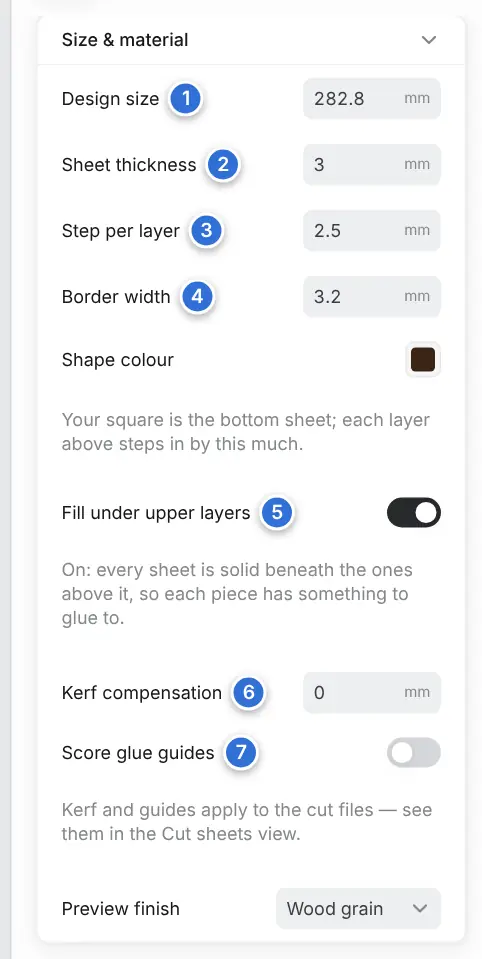 Size & material
Design size 1 282.8 mm
Sheet thickness 2 3 mm
Step per layer 3 2.5 mm
Border width 4 3.2 mm
Shape colour
Your square is the bottom sheet; each layer
above steps in by this much.
Fill under upper layers 5
On: every sheet is solid beneath the ones
above it, so each piece has something to
glue to.
Kerf compensation 6 0 mm
Score glue guides 7
Kerf and guides apply to the cut files — see
them in the Cut sheets view.
Preview finish Wood grain